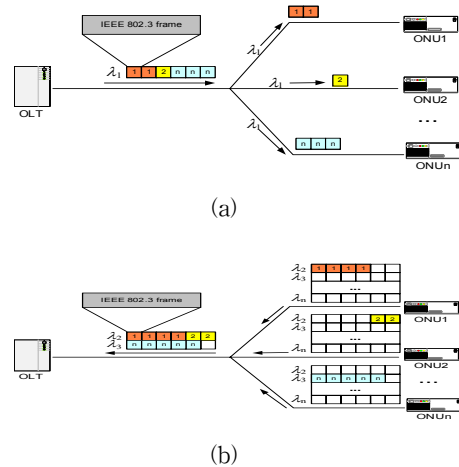 IEEE 802.3 frame
λ1 1 1 2 n n n
OLT
λ1 1 1
ONU1
λ1 2
ONU2
...
λ1 n n n
ONUn
(a)
IEEE 802.3 frame
λ2 1 1 1 1 2 2
λ3 n n n n n
OLT
λ2 1 1 1 1
λ3
...
λn
ONU1
λ2 2 2
λ3
...
λn
ONU2
...
λ2
λ3 n n n n n
...
λn
ONUn
(b)